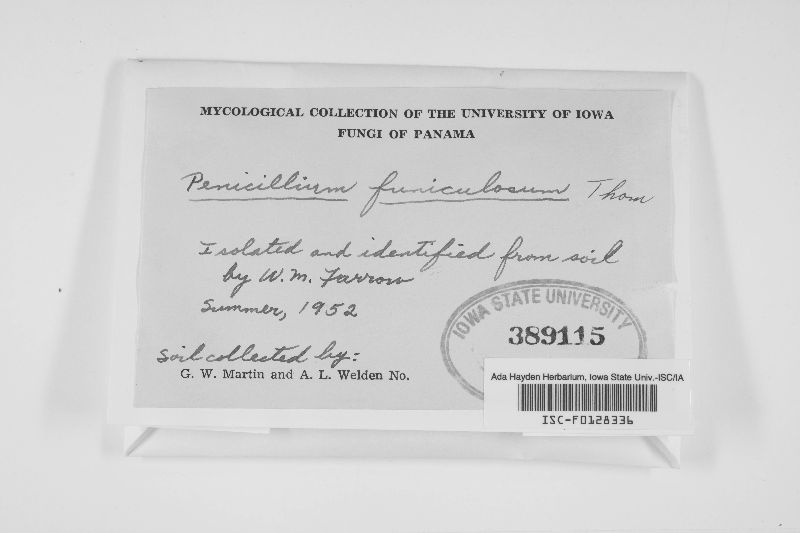 MYCOLOGICAL COLLECTION OF THE UNIVERSITY OF IOWA
FUNGI OF PANAMA
Penicillium funiculosum Thom
Isolated and identified from soil
by W. M. Farrow
Summer, 1952
IOWA STATE UNIVERSITY
389115
soil collected by:
G. W. Martin and A. L. Welden No.
Ada Hayden Herbarium, Iowa State Univ.-ISC/IA
ISC-F0128336